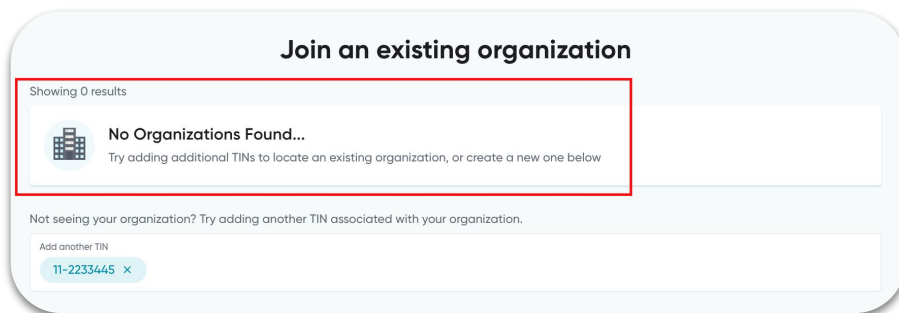 Join an existing organization
Showing 0 results
No Organizations Found...
Try adding additional TINs to locate an existing organization, or create a new one below
Not seeing your organization? Try adding another TIN associated with your organization.
Add another TIN
11-2233445 ×